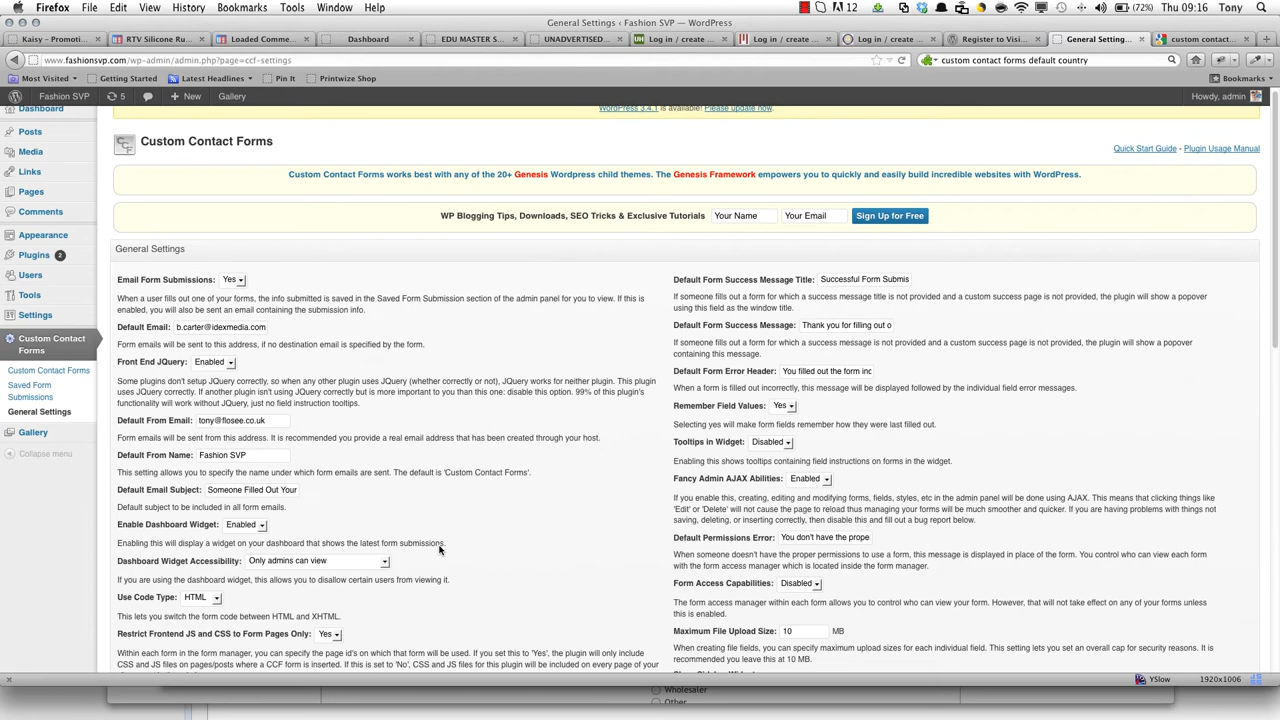 Firefox File Edit View History Bookmarks Tools Window Help 12 (72%) Thu 09:16 Tony
General Settings ‹ Fashion SVP — WordPress
Kaisy – Promoti... RTV Silicone Ru... Loaded Comme... Dashboard EDU MASTER S... UNADVERTISED... Log in / create ... Log in / create ... Log in / create ... Register to Visi... General Setting... custom contact...
www.fashionsvp.com/wp-admin/admin.php?page=ccf-settings custom contact forms default country
Most Visited Getting Started Latest Headlines Pin It Printwize Shop Bookmarks
Fashion SVP 5 + New Gallery Howdy, admin
Dashboard
Posts
Media
Links
Pages
Comments
Appearance
Plugins 2
Users
Tools
Settings
Custom Contact
Forms
Custom Contact Forms
Saved Form
Submissions
General Settings
Gallery
Collapse menu
WordPress 3.4.1 is available! Please update now.
Custom Contact Forms
Quick Start Guide - Plugin Usage Manual
Custom Contact Forms works best with any of the 20+ Genesis Wordpress child themes. The Genesis Framework empowers you to quickly and easily build incredible websites with WordPress.
WP Blogging Tips, Downloads, SEO Tricks & Exclusive Tutorials Your Name Your Email Sign Up for Free
General Settings
Email Form Submissions: Yes
When a user fills out one of your forms, the info submitted is saved in the Saved Form Submission section of the admin panel for you to view. If this is
enabled, you will also be sent an email containing the submission info.
Default Email: b.carter@idexmedia.com
Form emails will be sent to this address, if no destination email is specified by the form.
Front End JQuery: Enabled
Some plugins don't setup JQuery correctly, so when any other plugin uses JQuery (whether correctly or not), JQuery works for neither plugin. This plugin
uses JQuery correctly. If another plugin isn't using JQuery correctly but is more important to you than this one: disable this option. 99% of this plugin's
functionality will work without JQuery, just no field instruction tooltips.
Default From Email: tony@flosee.co.uk
Form emails will be sent from this address. It is recommended you provide a real email address that has been created through your host.
Default From Name: Fashion SVP
This setting allows you to specify the name under which form emails are sent. The default is 'Custom Contact Forms'.
Default Email Subject: Someone Filled Out Your
Default subject to be included in all form emails.
Enable Dashboard Widget: Enabled
Enabling this will display a widget on your dashboard that shows the latest form submissions.
Dashboard Widget Accessibility: Only admins can view
If you are using the dashboard widget, this allows you to disallow certain users from viewing it.
Use Code Type: HTML
This lets you switch the form code between HTML and XHTML.
Restrict Frontend JS and CSS to Form Pages Only: Yes
Within each form in the form manager, you can specify the page id's on which that form will be used. If you set this to 'Yes', the plugin will only include
CSS and JS files on pages/posts where a CCF form is inserted. If this is set to 'No', CSS and JS files for this plugin will be included on every page of your
Default Form Success Message Title: Successful Form Submis
If someone fills out a form for which a success message title is not provided and a custom success page is not provided, the plugin will show a popover
using this field as the window title.
Default Form Success Message: Thank you for filling out o
If someone fills out a form for which a success message is not provided and a custom success page is not provided, the plugin will show a popover
containing this message.
Default Form Error Header: You filled out the form inc
When a form is filled out incorrectly, this message will be displayed followed by the individual field error messages.
Remember Field Values: Yes
Selecting yes will make form fields remember how they were last filled out.
Tooltips in Widget: Disabled
Enabling this shows tooltips containing field instructions on forms in the widget.
Fancy Admin AJAX Abilities: Enabled
If you enable this, creating, editing and modifying forms, fields, styles, etc in the admin panel will be done using AJAX. This means that clicking things like
'Edit' or 'Delete' will not cause the page to reload thus managing your forms will be much smoother and quicker. If you are having problems with things not
saving, deleting, or inserting correctly, then disable this and fill out a bug report below.
Default Permissions Error: You don't have the prope
When someone doesn't have the proper permissions to use a form, this message is displayed in place of the form. You control who can view each form
with the form access manager which is located inside the form manager.
Form Access Capabilities: Disabled
The form access manager within each form allows you to control who can view your form. However, that will not take effect on any of your forms unless
this is enabled.
Maximum File Upload Size: 10 MB
When creating file fields, you can specify maximum upload sizes for each individual field. This setting lets you set an overall cap for security reasons. It is
recommended you leave this at 10 MB.
YSlow 1920x1006
Wholesaler
Other